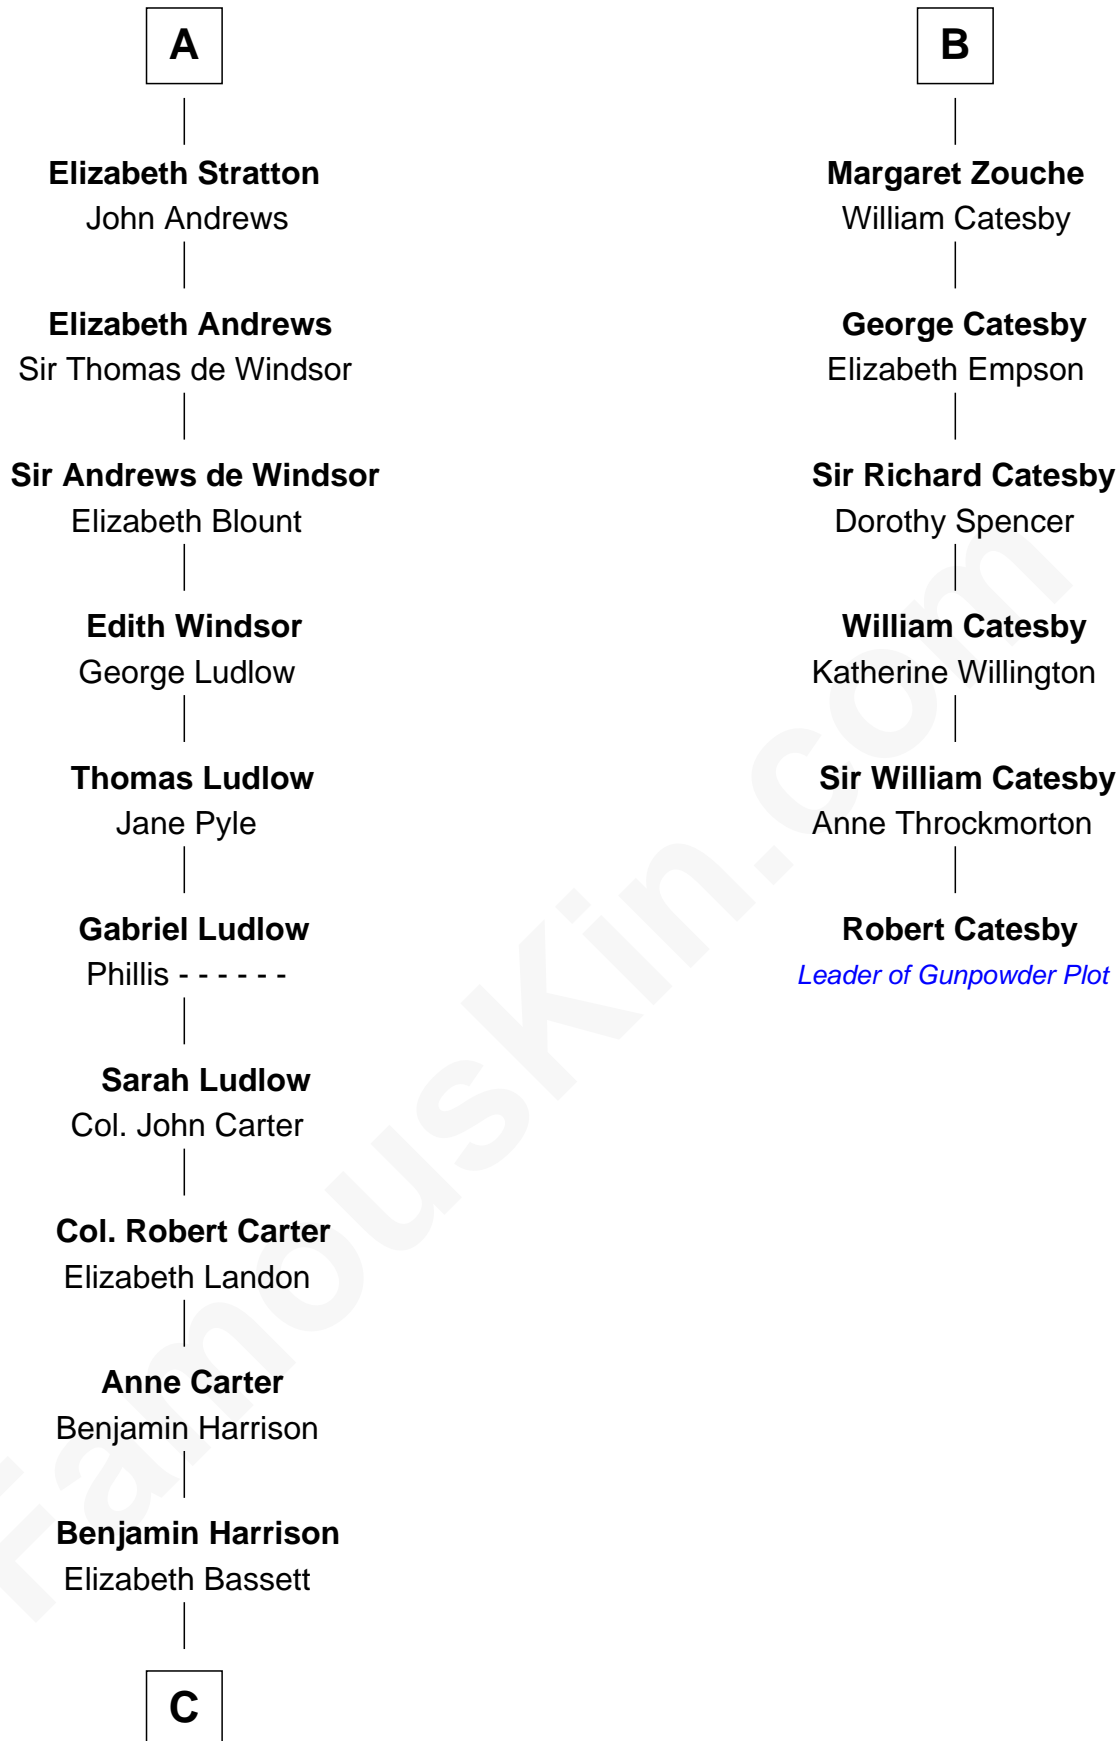 A
Elizabeth Stratton
John Andrews
Elizabeth Andrews
Sir Thomas de Windsor
Sir Andrews de Windsor
Elizabeth Blount
Edith Windsor
George Ludlow
Thomas Ludlow
Jane Pyle
Gabriel Ludlow
Phillis - - - - - -
Sarah Ludlow
Col. John Carter
Col. Robert Carter
Elizabeth Landon
Anne Carter
Benjamin Harrison
Benjamin Harrison
Elizabeth Bassett
C
B
Margaret Zouche
William Catesby
George Catesby
Elizabeth Empson
Sir Richard Catesby
Dorothy Spencer
William Catesby
Katherine Willington
Sir William Catesby
Anne Throckmorton
Robert Catesby
Leader of Gunpowder Plot
FamousKin.com